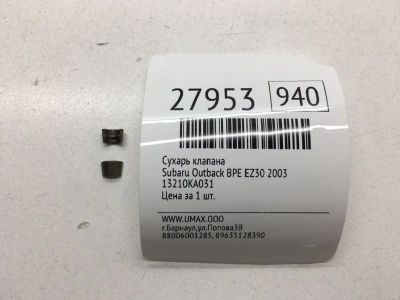 27953 940
Сухарь клапана
Subaru Outback BPE EZ30 2003
13210KA031
Цена за 1 шт.
WWW.UMAX.OOO
г.Барнаул,ул.Попова3В
88006001285, 89635128390